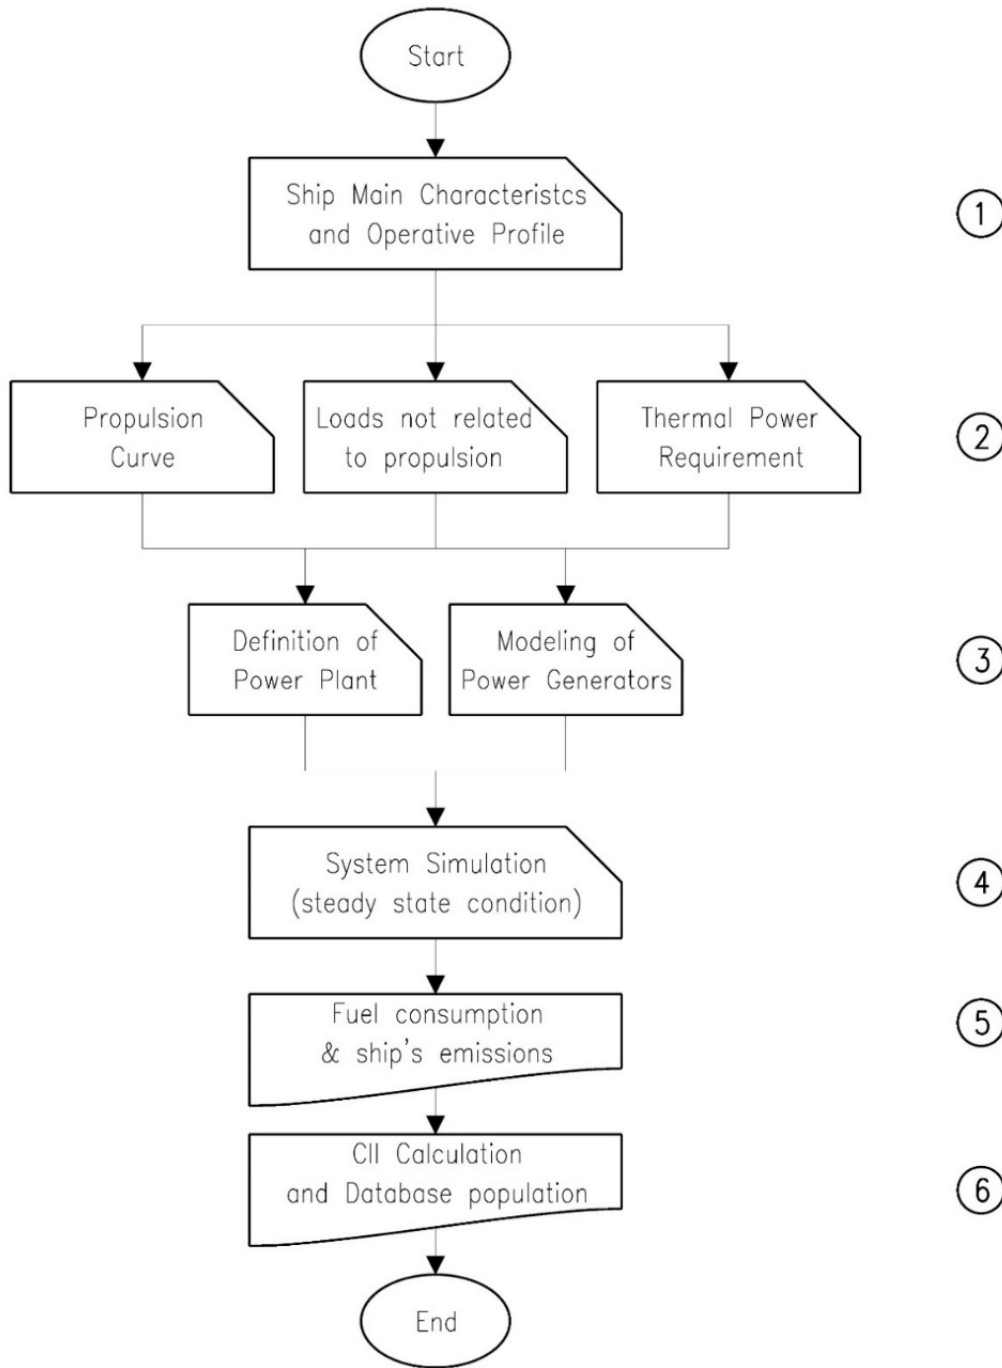 Start
Ship Main Characteristcs
and Operative Profile
1
Propulsion
Curve
Loads not related
to propulsion
Thermal Power
Requirement
2
Definition of
Power Plant
Modeling of
Power Generators
3
System Simulation
(steady state condition)
4
Fuel consumption
& ship's emissions
5
CII Calculation
and Database population
6
End